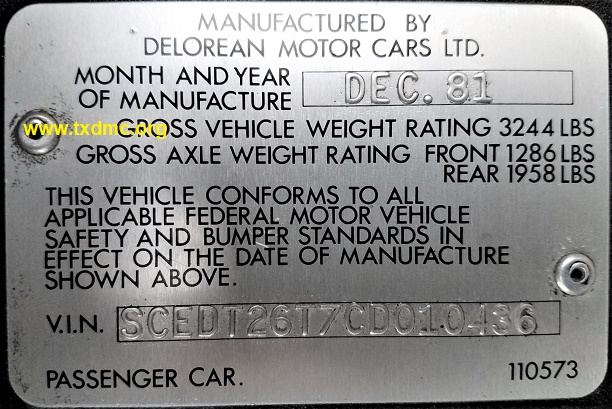 MANUFACTURED BY
DELOREAN MOTOR CARS LTD.
MONTH AND YEAR
OF MANUFACTURE DEC. 81
www.txdmc.org
GROSS VEHICLE WEIGHT RATING 3244 LBS
GROSS AXLE WEIGHT RATING FRONT 1286 LBS
REAR 1958 LBS
THIS VEHICLE CONFORMS TO ALL
APPLICABLE FEDERAL MOTOR VEHICLE
SAFETY AND BUMPER STANDARDS IN
EFFECT ON THE DATE OF MANUFACTURE
SHOWN ABOVE.
V.I.N. SCEDT26T7CD010436
PASSENGER CAR. 110573